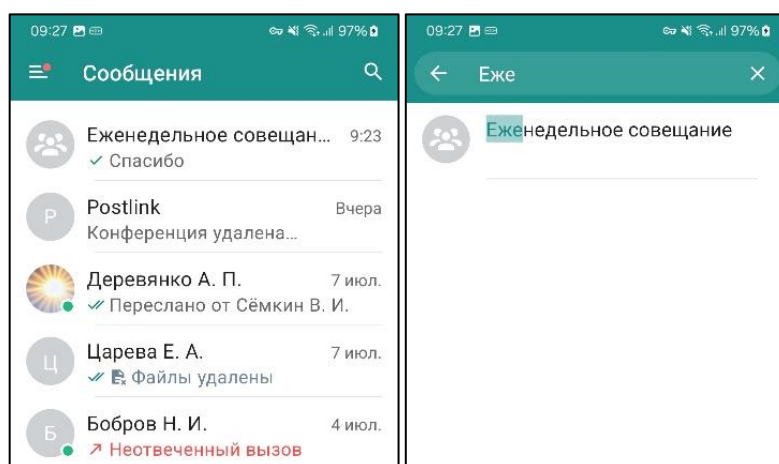 09:27 97%
Сообщения
Еженедельное совещан... 9:23
Спасибо
P Postlink Вчера
Конференция удалена...
Деревянко А. П. 7 июл.
Переслано от Сёмкин В. И.
Ц Царева Е. А. 7 июл.
Файлы удалены
Б Бобров Н. И. 4 июл.
Неотвеченный вызов
09:27 97%
Еже
Еженедельное совещание